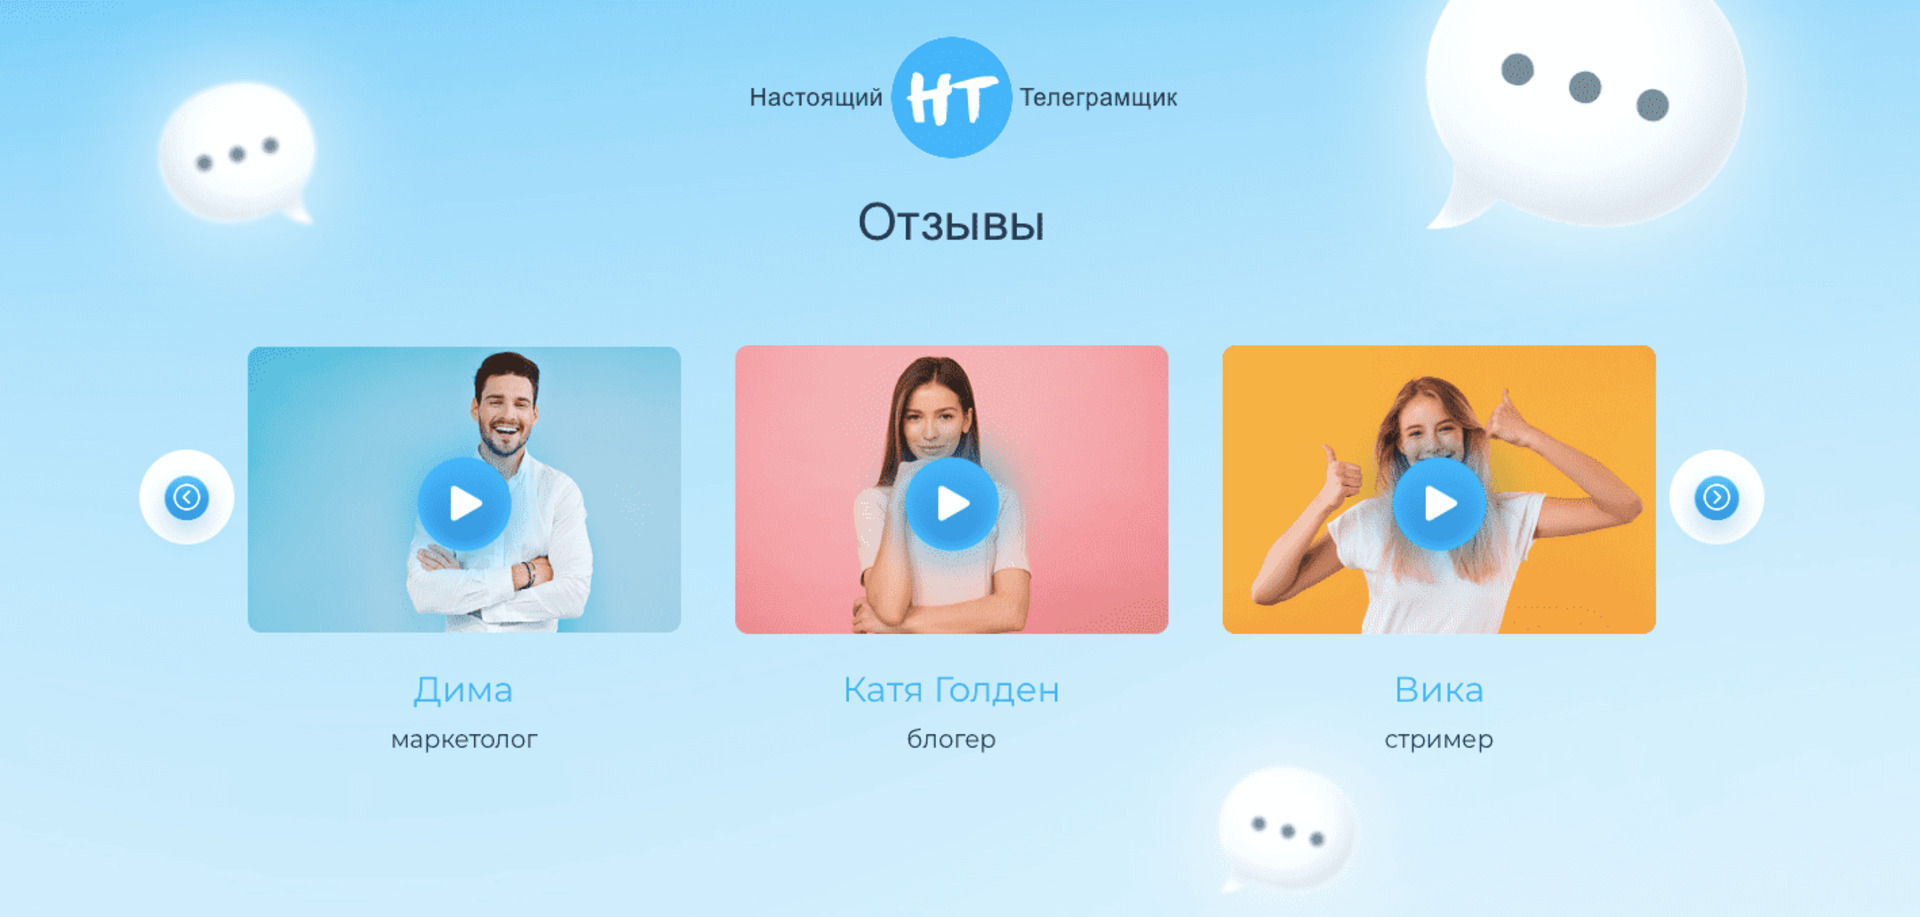 Настоящий НТ Телеграмщик
Отзывы
Дима
маркетолог
Катя Голден
блогер
Вика
стример